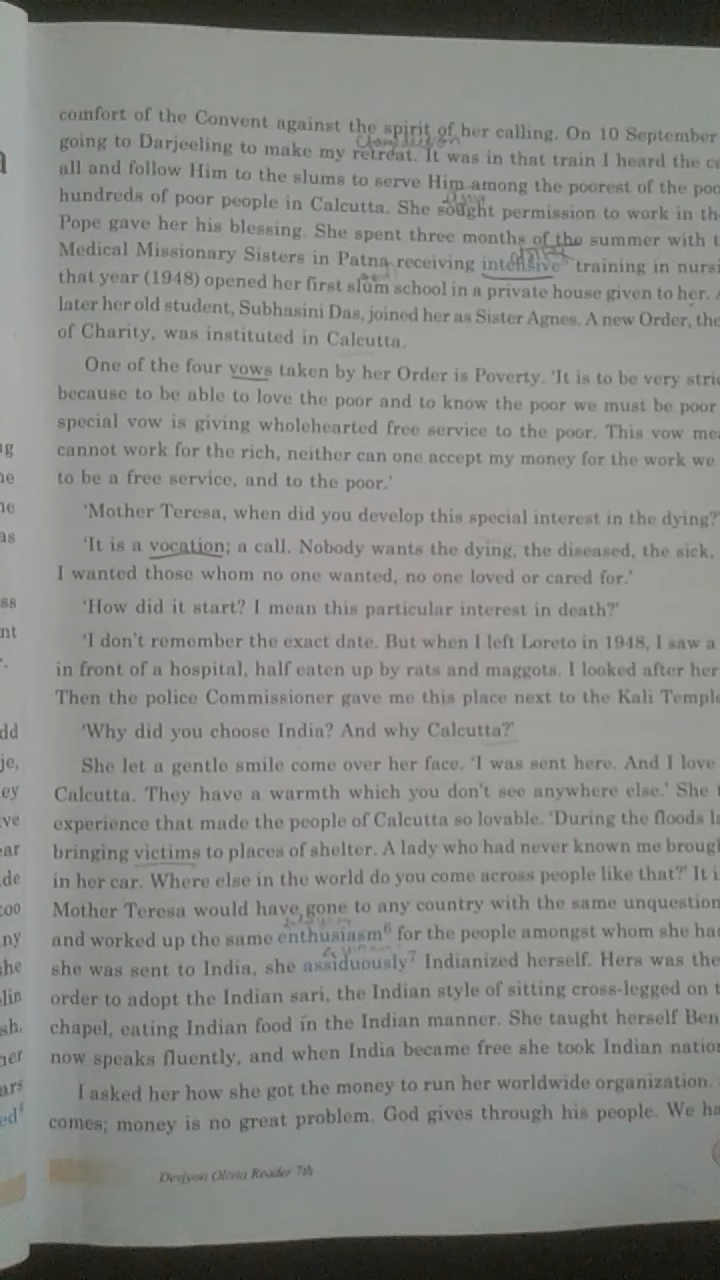 comfort of the Convent against the spirit of her calling. On 10 September
going to Darjeeling to make my retreat. It was in that train I heard the
all and follow Him to the slums to serve Him among the poorest of the
hundreds of poor people in Calcutta. She sought permission to work in
Pope gave her his blessing. She spent three months of the summer with
Medical Missionary Sisters in Patna receiving intensive5 training in
that year (1948) opened her first slum school in a private house given to her.
later her old student, Subhasini Das, joined her as Sister Agnes. A new Order, the
of Charity, was instituted in Calcutta.
One of the four vows taken by her Order is Poverty. 'It is to be very
because to be able to love the poor and to know the poor we must be poor
special vow is giving wholehearted free service to the poor. This vow
cannot work for the rich, neither can one accept my money for the work we
to be a free service, and to the poor.'
'Mother Teresa, when did you develop this special interest in the dying?'
'It is a vocation; a call. Nobody wants the dying, the diseased, the sick.
I wanted those whom no one wanted, no one loved or cared for.'
'How did it start? I mean this particular interest in death?'
'I don't remember the exact date. But when I left Loreto in 1948, I saw a
in front of a hospital, half eaten up by rats and maggots. I looked after her
Then the police Commissioner gave me this place next to the Kali
'Why did you choose India? And why Calcutta?'
She let a gentle smile come over her face. 'I was sent here. And I love
Calcutta. They have a warmth which you don't see anywhere else.' She
experience that made the people of Calcutta so lovable. 'During the floods
bringing victims to places of shelter. A lady who had never known me
in her car. Where else in the world do you come across people like that?' It
Mother Teresa would have gone to any country with the same
and worked up the same enthusiasm6 for the people amongst whom she
she was sent to India, she assiduously7 Indianized herself. Hers was the
order to adopt the Indian sari, the Indian style of sitting cross-legged on
chapel, eating Indian food in the Indian manner. She taught herself
now speaks fluently, and when India became free she took Indian
I asked her how she got the money to run her worldwide organization.
comes; money is no great problem. God gives through his people. We
Devjyoti Olivia Reader 7th